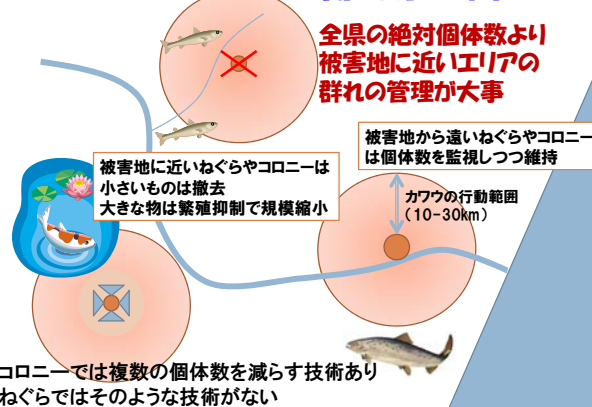 全県の絶対個体数より
被害地に近いエリアの
群れの管理が大事
被害地から遠いねぐらやコロニー
は個体数を監視しつつ維持
被害地に近いねぐらやコロニーは
小さいものは撤去
大きな物は繁殖抑制で規模縮小
カワウの行動範囲
(10-30km)
コロニーでは複数の個体数を減らす技術あり
ねぐらではそのような技術がない